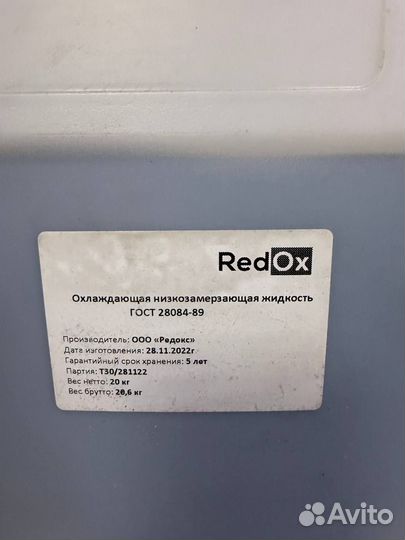 RedOx
Охлаждающая низкозамерзающая жидкость
ГОСТ 28084-89
Производитель: ООО «Редокс»
Дата изготовления: 28.11.2022г
Гарантийный срок хранения: 5 лет
Партия: Т30/281122
Вес нетто: 20 кг
Вес брутто: 20,6 кг
Avito